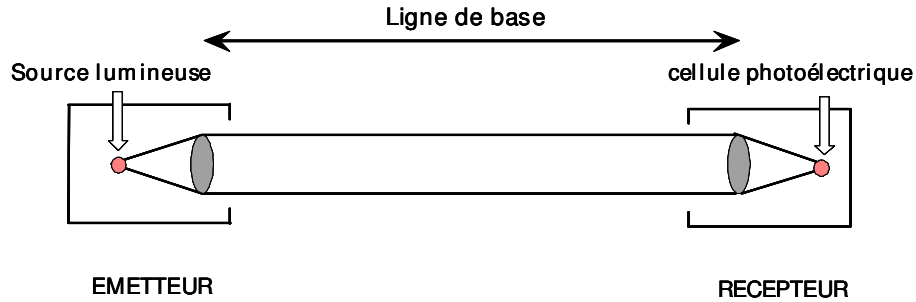 Ligne de base
Source lumineuse
cellule photoélectrique
EMETTEUR
RECEPTEUR